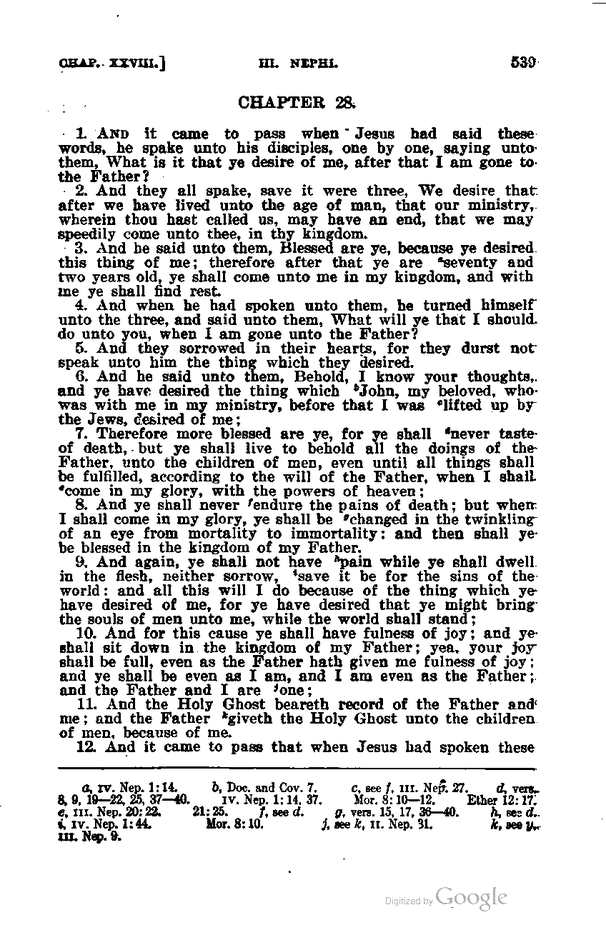 CHAP. XXVIII.] III. NEPHI. 539
CHAPTER 28.
1. AND it came to pass when Jesus had said these
words, he spake unto his disciples, one by one, saying unto
them, What is it that ye desire of me, after that I am gone to
the Father?
2. And they all spake, save it were three, We desire that
after we have lived unto the age of man, that our ministry,
wherein thou hast called us, may have an end, that we may
speedily come unto thee, in thy kingdom.
3. And he said unto them, Blessed are ye, because ye desired
this thing of me; therefore after that ye are ᵃseventy and
two years old, ye shall come unto me in my kingdom, and with
me ye shall find rest.
4. And when he had spoken unto them, he turned himself
unto the three, and said unto them, What will ye that I should
do unto you, when I am gone unto the Father?
5. And they sorrowed in their hearts, for they durst not
speak unto him the thing which they desired.
6. And he said unto them, Behold, I know your thoughts,
and ye have desired the thing which ᵇJohn, my beloved, who
was with me in my ministry, before that I was ᶜlifted up by
the Jews, desired of me;
7. Therefore more blessed are ye, for ye shall ᵈnever taste
of death, but ye shall live to behold all the doings of the
Father, unto the children of men, even until all things shall
be fulfilled, according to the will of the Father, when I shall
ᵉcome in my glory, with the powers of heaven;
8. And ye shall never ᶠendure the pains of death; but when
I shall come in my glory, ye shall be ᵍchanged in the twinkling
of an eye from mortality to immortality: and then shall ye
be blessed in the kingdom of my Father.
9. And again, ye shall not have ʰpain while ye shall dwell
in the flesh, neither sorrow, ⁱsave it be for the sins of the
world: and all this will I do because of the thing which ye
have desired of me, for ye have desired that ye might bring
the souls of men unto me, while the world shall stand;
10. And for this cause ye shall have fulness of joy; and ye
shall sit down in the kingdom of my Father; yea, your joy
shall be full, even as the Father hath given me fulness of joy;
and ye shall be even as I am, and I am even as the Father;
and the Father and I are ʲone;
11. And the Holy Ghost beareth record of the Father and
me; and the Father ᵏgiveth the Holy Ghost unto the children
of men, because of me.
12. And it came to pass that when Jesus had spoken these
a, IV. Nep. 1:14. b, Doc. and Cov. 7. c, see f, III. Nep. 27. d, vers.
8, 9, 19—22, 25, 37—40. IV. Nep. 1:14, 37. Mor. 8:10—12. Ether 12:17.
e, III. Nep. 20:22. 21:25. f, see d. g, vers. 15, 17, 36—40. h, see d.
i, IV. Nep. 1:44. Mor. 8:10. j, see k, II. Nep. 31. k, see y,
III. Nep. 9.
Digitized by Google